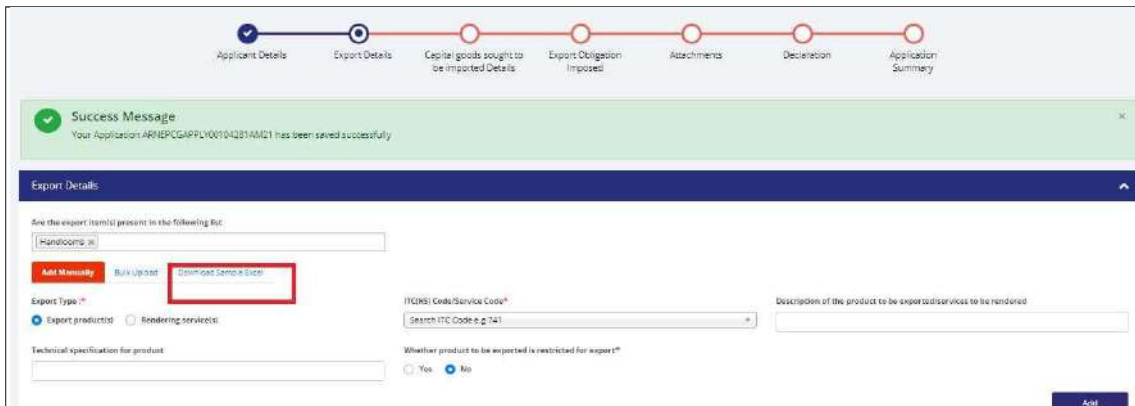 Applicant Details
Export Details
Capital goods sought to
be imported Details
Export Obligation
Imposed
Attachments
Declaration
Application
Summary
Success Message
Your Application ARNEPCGAPPLY00104281AM21 has been saved successfully
Export Details
Are the export item(s) present in the following list
Handlooms ×
Add Manually Bulk Upload Download Sample Excel
Export Type :*
Export product(s) Rendering service(s)
ITC(HS) Code/Service Code*
Search ITC Code e.g 741
Description of the product to be exported/services to be rendered
Technical specification for product
Whether product to be exported is restricted for export*
Yes No
Add